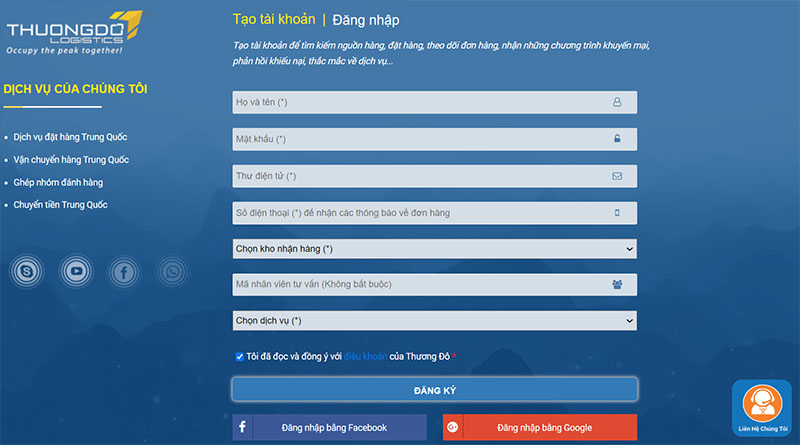 THUONGDO
LOGISTICS
Occupy the peak together!
DỊCH VỤ CỦA CHÚNG TÔI
Dịch vụ đặt hàng Trung Quốc
Vận chuyển hàng Trung Quốc
Ghép nhóm đánh hàng
Chuyển tiền Trung Quốc
Tạo tài khoản | Đăng nhập
Tạo tài khoản để tìm kiếm nguồn hàng, đặt hàng, theo dõi đơn hàng, nhận những chương trình khuyến mại,
phản hồi khiếu nại, thắc mắc về dịch vụ...
Họ và tên (*)
Mật khẩu (*)
Thư điện tử (*)
Số điện thoại (*) để nhận các thông báo về đơn hàng
Chọn kho nhận hàng (*)
Mã nhân viên tư vấn (Không bắt buộc)
Chọn dịch vụ (*)
Tôi đã đọc và đồng ý với điều khoản của Thương Đô *
ĐĂNG KÝ
Đăng nhập bằng Facebook
Đăng nhập bằng Google
Liên Hệ Chúng Tôi